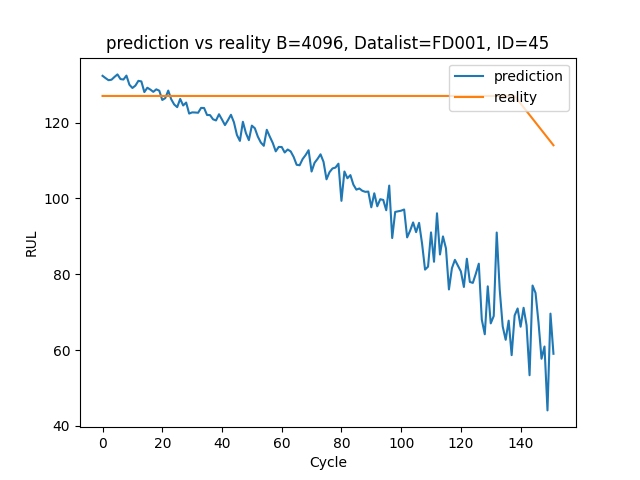 prediction vs reality B=4096, Datalist=FD001, ID=45
prediction
reality
120
100
80
60
40
RUL
0 20 40 60 80 100 120 140
Cycle